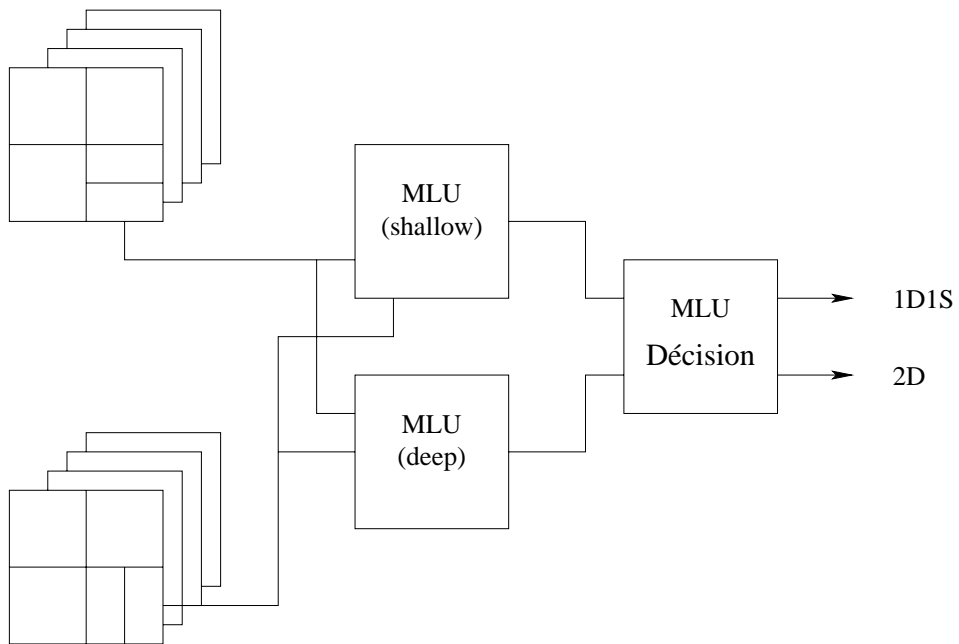 MLU
(shallow)
MLU
Décision
1D1S
2D
MLU
(deep)